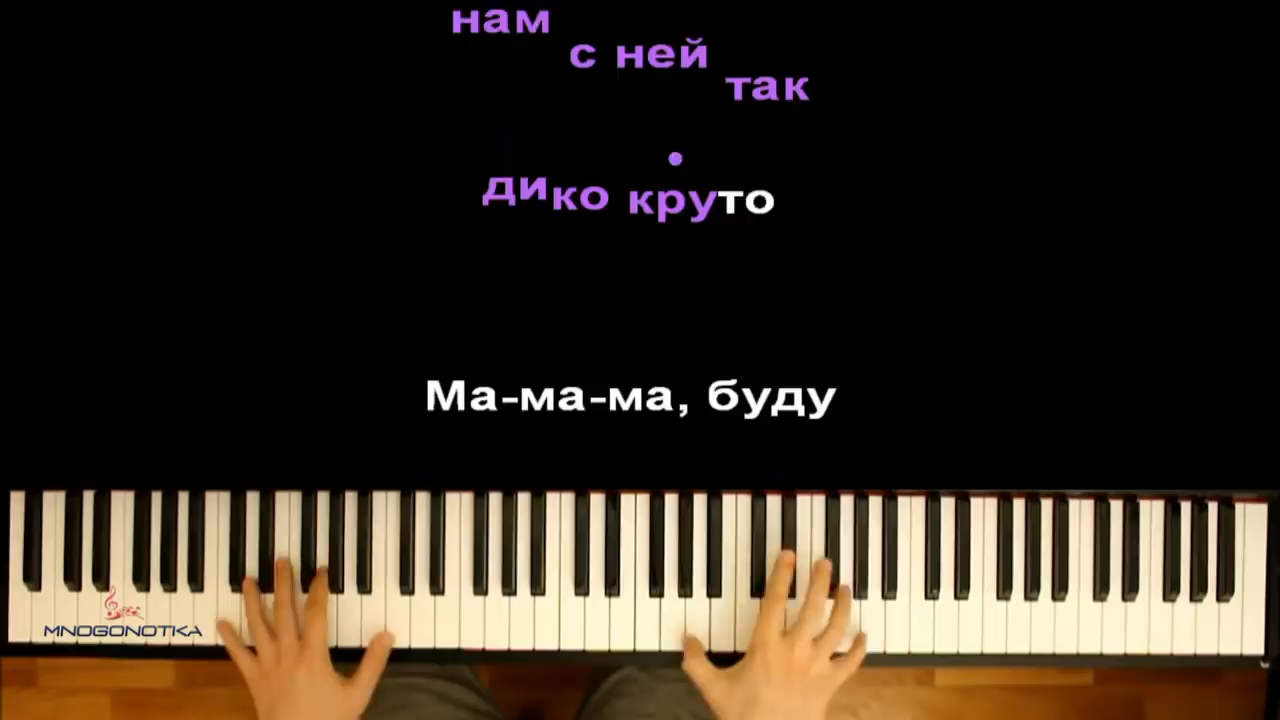 нам
с ней
так
дико круто
Ма-ма-ма, буду
MNOGONOTKA